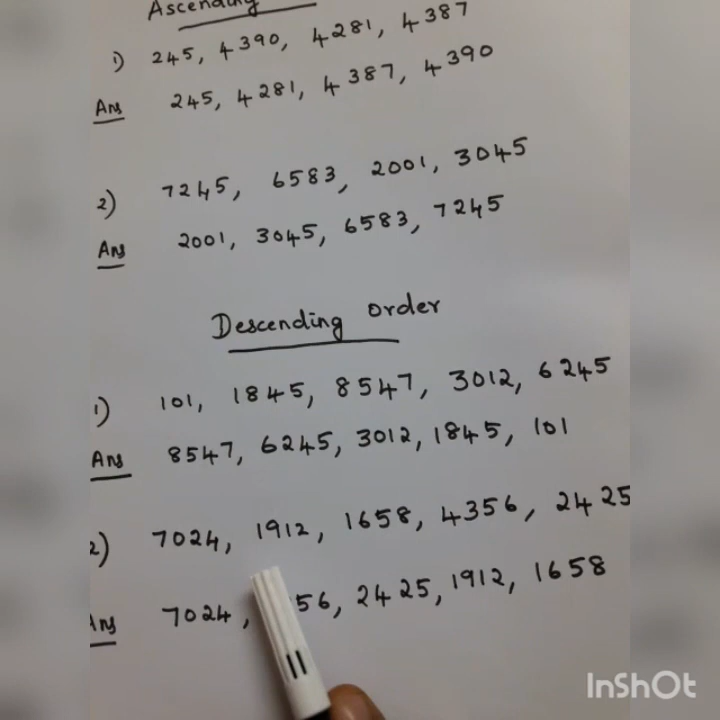 Ascending
1) 245, 4390, 4281, 4387
Ans 245, 4281, 4387, 4390
2) 7245, 6583, 2001, 3045
Ans 2001, 3045, 6583, 7245
Descending order
1) 101, 1845, 8547, 3012, 6245
Ans 8547, 6245, 3012, 1845, 101
2) 7024, 1912, 1658, 4356, 2425
Ans 7024, 56, 2425, 1912, 1658
InShOt